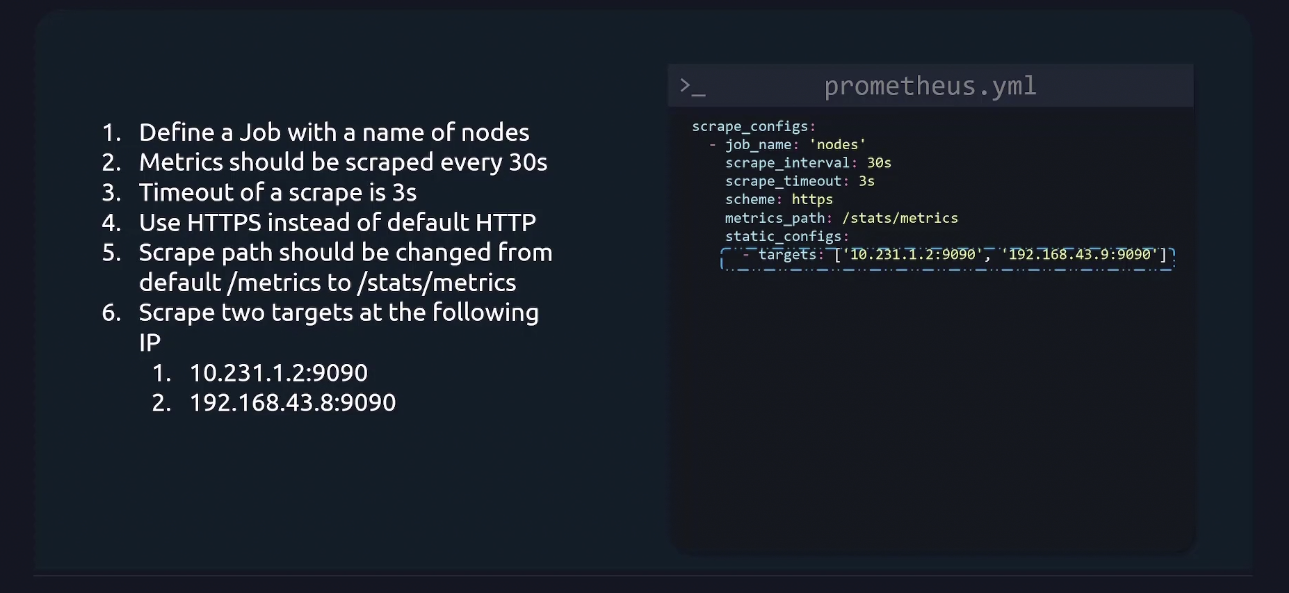 1. Define a Job with a name of nodes
2. Metrics should be scraped every 30s
3. Timeout of a scrape is 3s
4. Use HTTPS instead of default HTTP
5. Scrape path should be changed from
default /metrics to /stats/metrics
6. Scrape two targets at the following
IP
1. 10.231.1.2:9090
2. 192.168.43.8:9090
>_ prometheus.yml
scrape_configs:
- job_name: 'nodes'
scrape_interval: 30s
scrape_timeout: 3s
scheme: https
metrics_path: /stats/metrics
static_configs:
- targets: ['10.231.1.2:9090', '192.168.43.9:9090']